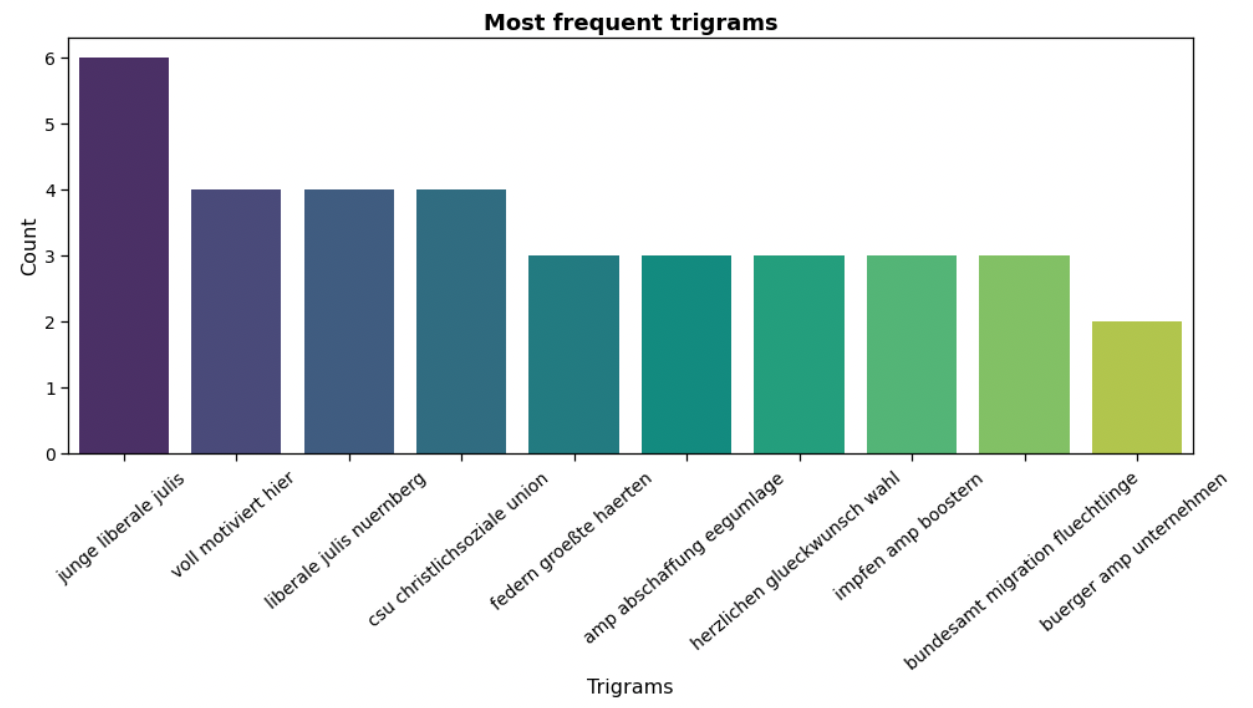 Most frequent trigrams
Count
6
5
4
3
2
1
0
junge liberale julis
voll motiviert hier
liberale julis nuernberg
csu christlichsoziale union
federn groeßte haerten
amp abschaffung eegumlage
herzlichen glueckwunsch wahl
impfen amp boostern
bundesamt migration fluechtlinge
buerger amp unternehmen
Trigrams